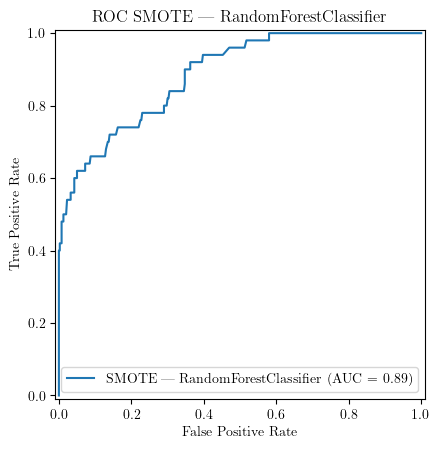 ROC SMOTE — RandomForestClassifier
1.0
0.8
0.6
0.4
0.2
0.0
True Positive Rate
SMOTE — RandomForestClassifier (AUC = 0.89)
0.0 0.2 0.4 0.6 0.8 1.0
False Positive Rate